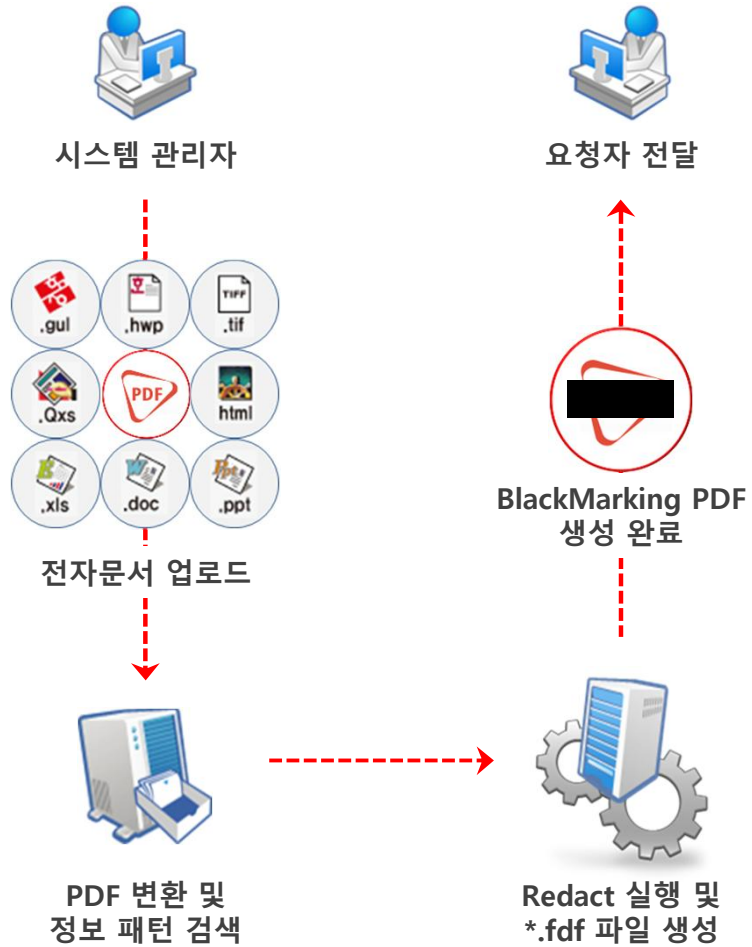 시스템 관리자
요청자 전달
.gul
.hwp
TIFF
.tif
.Qxs
PDF
html
.xls
.doc
.ppt
전자문서 업로드
BlackMarking PDF
생성 완료
PDF 변환 및
정보 패턴 검색
Redact 실행 및
*.fdf 파일 생성